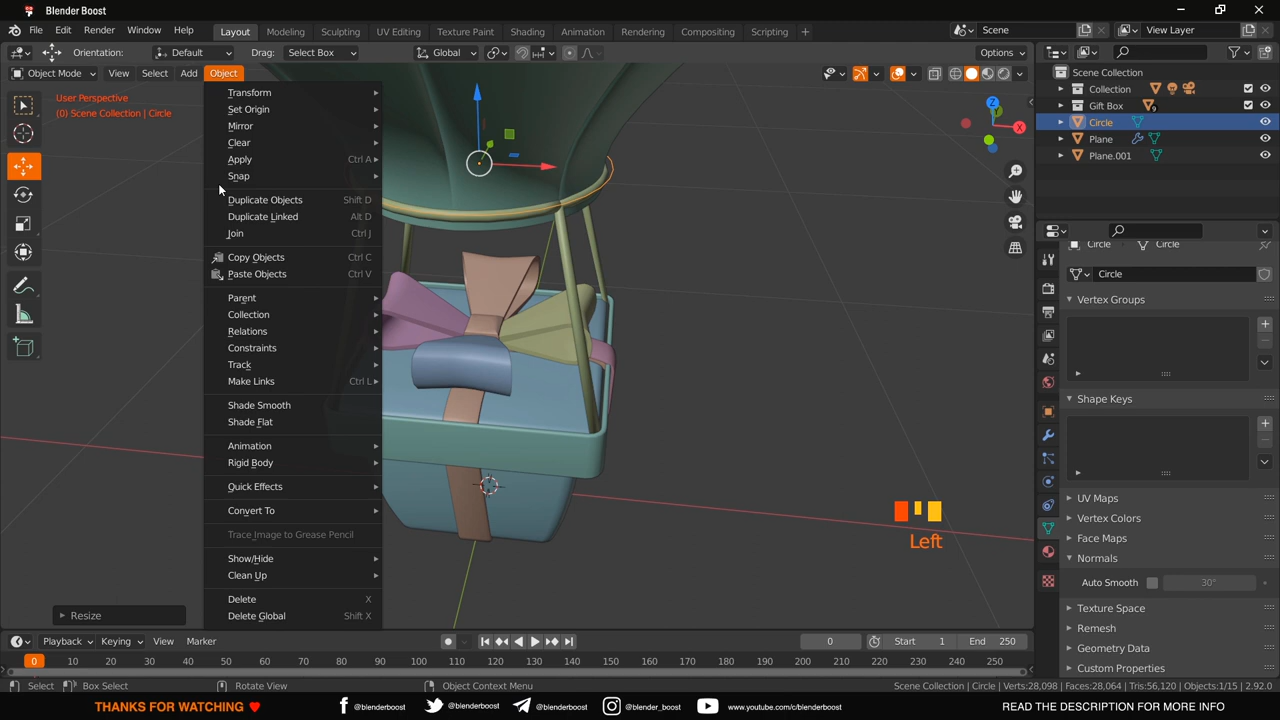 Blender Boost
File Edit Render Window Help Layout Modeling Sculpting UV Editing Texture Paint Shading Animation Rendering Compositing Scripting + Scene View Layer
Orientation: Default Drag: Select Box Global Options
Object Mode View Select Add Object
User Perspective
(0) Scene Collection | Circle
Transform
Set Origin
Mirror
Clear
Apply Ctrl A
Snap
Duplicate Objects Shift D
Duplicate Linked Alt D
Join Ctrl J
Copy Objects Ctrl C
Paste Objects Ctrl V
Parent
Collection
Relations
Constraints
Track
Make Links Ctrl L
Shade Smooth
Shade Flat
Animation
Rigid Body
Quick Effects
Convert To
Trace Image to Grease Pencil
Show/Hide
Clean Up
Delete X
Delete Global Shift X
Z
Y
X
Left
Resize
Scene Collection
Collection
Gift Box 9
Circle
Plane
Plane.001
Circle Circle
Circle
Vertex Groups
Shape Keys
UV Maps
Vertex Colors
Face Maps
Normals
Auto Smooth 30°
Texture Space
Remesh
Geometry Data
Custom Properties
Playback Keying View Marker 0 Start 1 End 250
0 10 20 30 40 50 60 70 80 90 100 110 120 130 140 150 160 170 180 190 200 210 220 230 240 250
Select Box Select Rotate View Object Context Menu Scene Collection | Circle | Verts:28,098 | Faces:28,064 | Tris:56,120 | Objects:1/15 | 2.92.0
THANKS FOR WATCHING @blenderboost @blenderboost @blenderboost @blender_boost www.youtube.com/c/blenderboost READ THE DESCRIPTION FOR MORE INFO